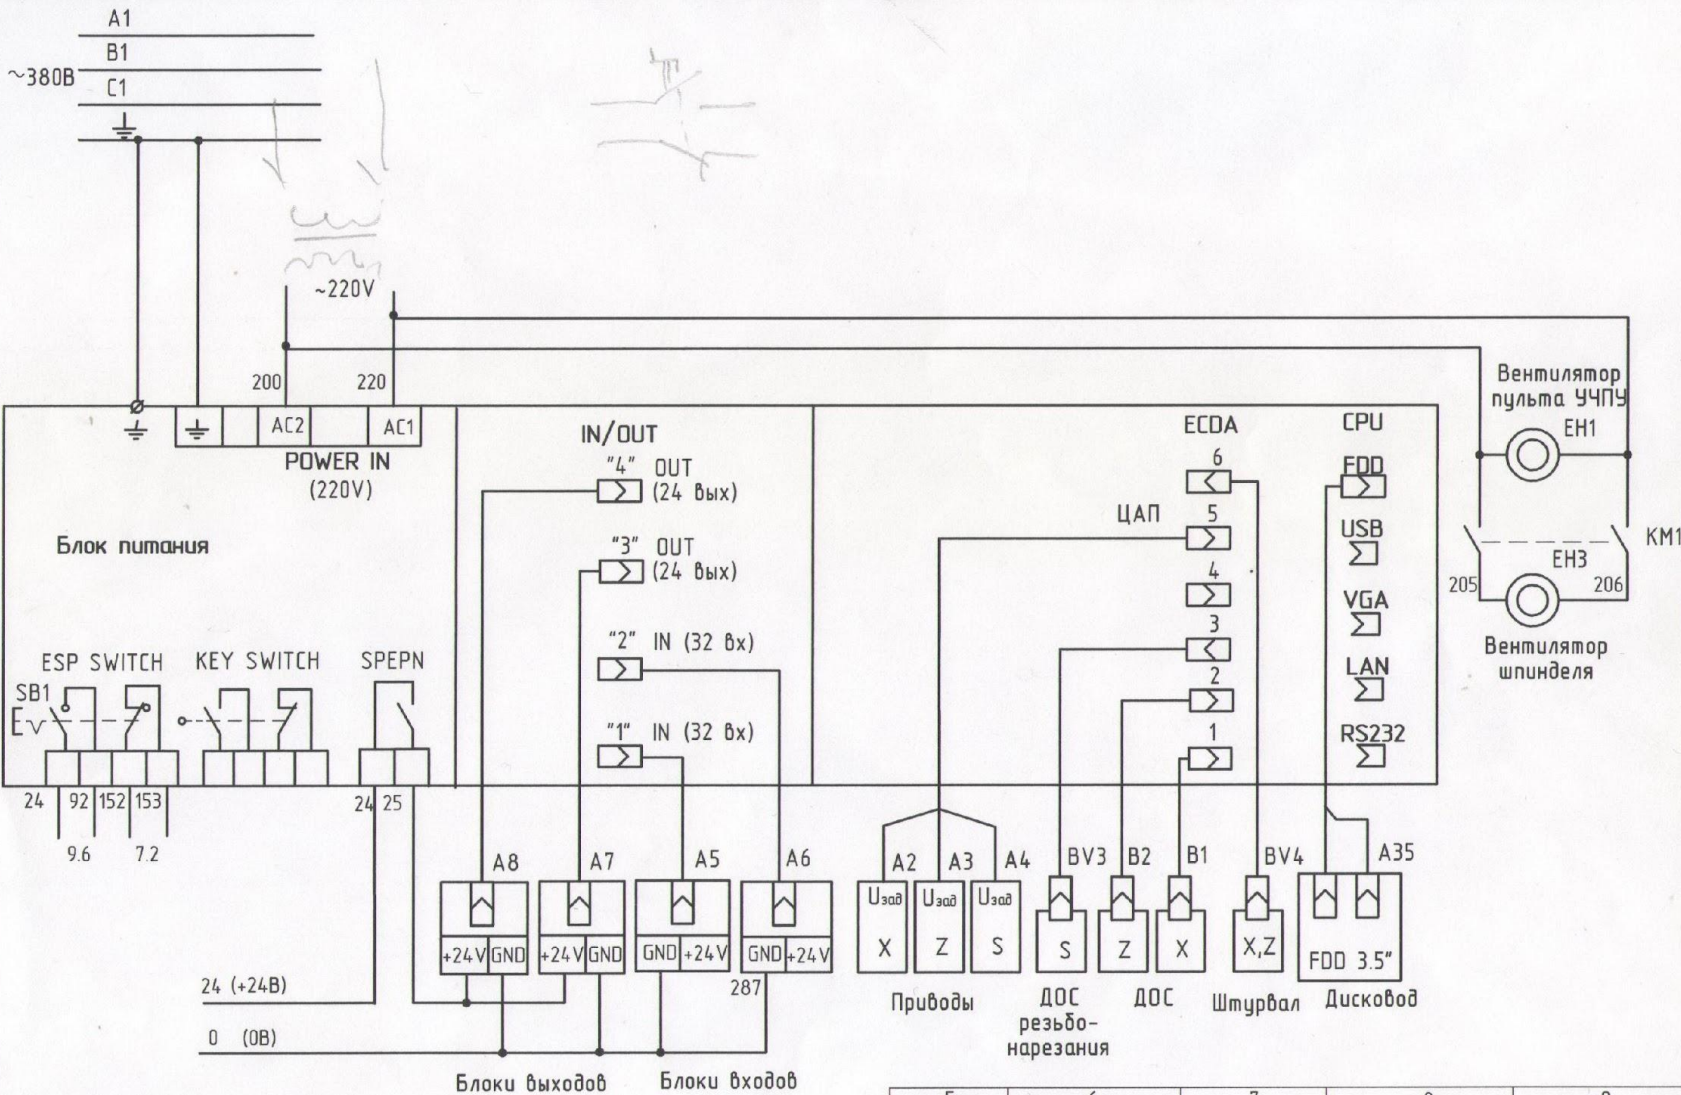 A1
B1
~380В
C1
~220V
200
220
Вентилятор
пульта УЧПУ
EH1
AC2
AC1
POWER IN
(220V)
IN/OUT
ECDA
CPU
"4" OUT
(24 вых)
6
FDD
ЦАП
5
USB
KM1
Блок питания
"3" OUT
(24 вых)
4
EH3
205
206
VGA
"2" IN (32 вх)
3
Вентилятор
шпинделя
ESP SWITCH
KEY SWITCH
SPEPN
LAN
SB1
2
"1" IN (32 вх)
1
RS232
24
92
152
153
24
25
9.6
7.2
A8
A7
A5
A6
A2
A3
A4
BV3
B2
B1
BV4
A35
Uзад
Uзад
Uзад
X
Z
S
S
Z
X
X,Z
FDD 3.5"
+24V
GND
+24V
GND
GND
+24V
GND
+24V
24 (+24В)
287
Приводы
ДОС
резьбо-
нарезания
ДОС
Штурвал
Дисковод
0 (0В)
Блоки выходов
Блоки входов